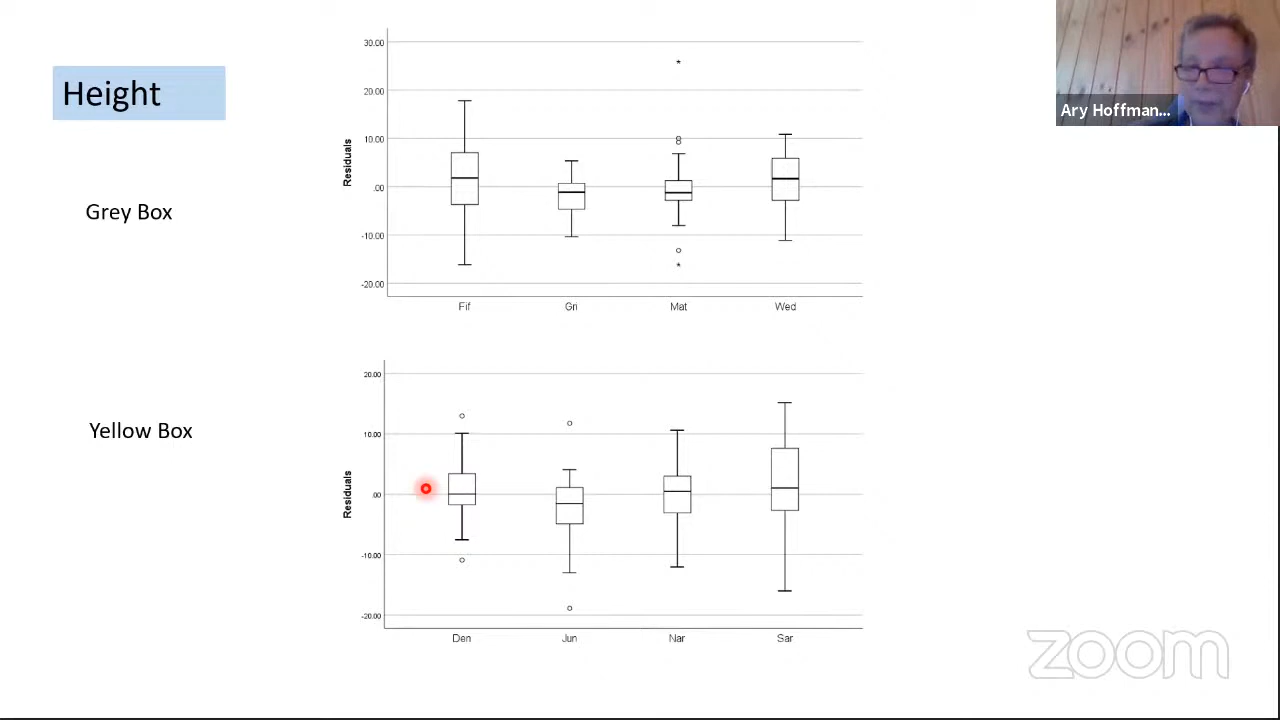 Height
Grey Box
30.00
20.00
10.00
.00
-10.00
-20.00
Residuals
Fif Gri Mat Wed
Yellow Box
20.00
10.00
.00
-10.00
-20.00
Residuals
Den Jun Nar Sar
Ary Hoffman...
zoom